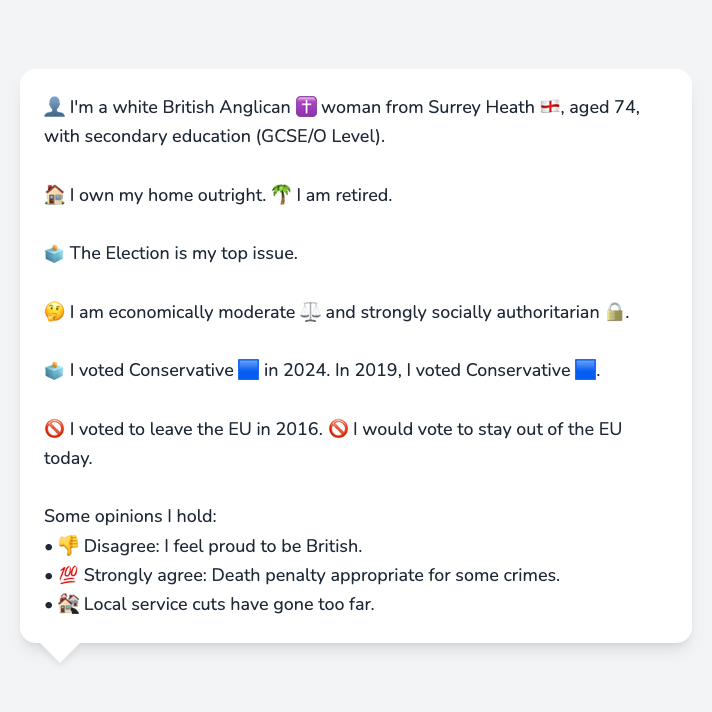 👤 I'm a white British Anglican ✝️ woman from Surrey Heath 🏴󠁧󠁢󠁥󠁮󠁧󠁿, aged 74,
with secondary education (GCSE/O Level).
🏠 I own my home outright. 🌴 I am retired.
🗳️ The Election is my top issue.
🤔 I am economically moderate ⚖️ and strongly socially authoritarian 🔒.
🗳️ I voted Conservative 🟦 in 2024. In 2019, I voted Conservative 🟦.
🚫 I voted to leave the EU in 2016. 🚫 I would vote to stay out of the EU
today.
Some opinions I hold:
• 👎 Disagree: I feel proud to be British.
• 💯 Strongly agree: Death penalty appropriate for some crimes.
• 🏚️ Local service cuts have gone too far.